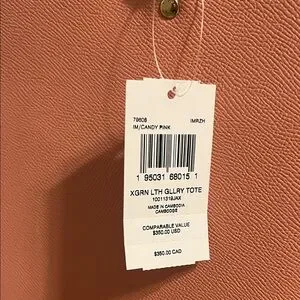 79608 IMRZH
IM/CANDY PINK
1 95031 68015 1
XGRN LTH GLLRY TOTE
10011319JAX
MADE IN CAMBODIA
CAMBODGE
COMPARABLE VALUE
$350.00 USD
$350.00 CAD